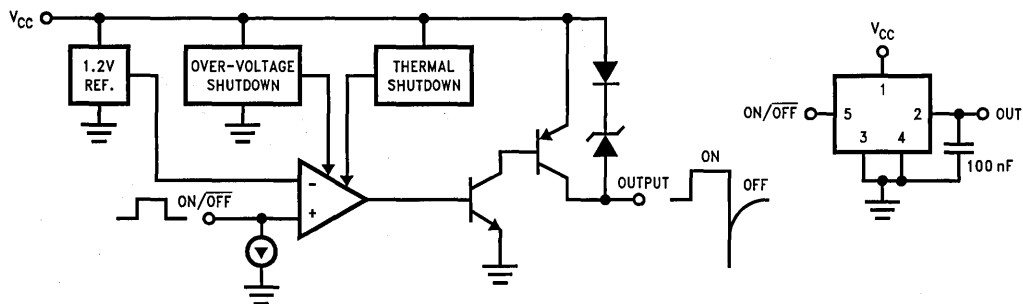 VCC
1.2V
REF.
OVER-VOLTAGE
SHUTDOWN
THERMAL
SHUTDOWN
-
+
ON/OFF
OUTPUT
ON
OFF
VCC
1
ON/OFF
5
2
OUT
3
4
100 nF